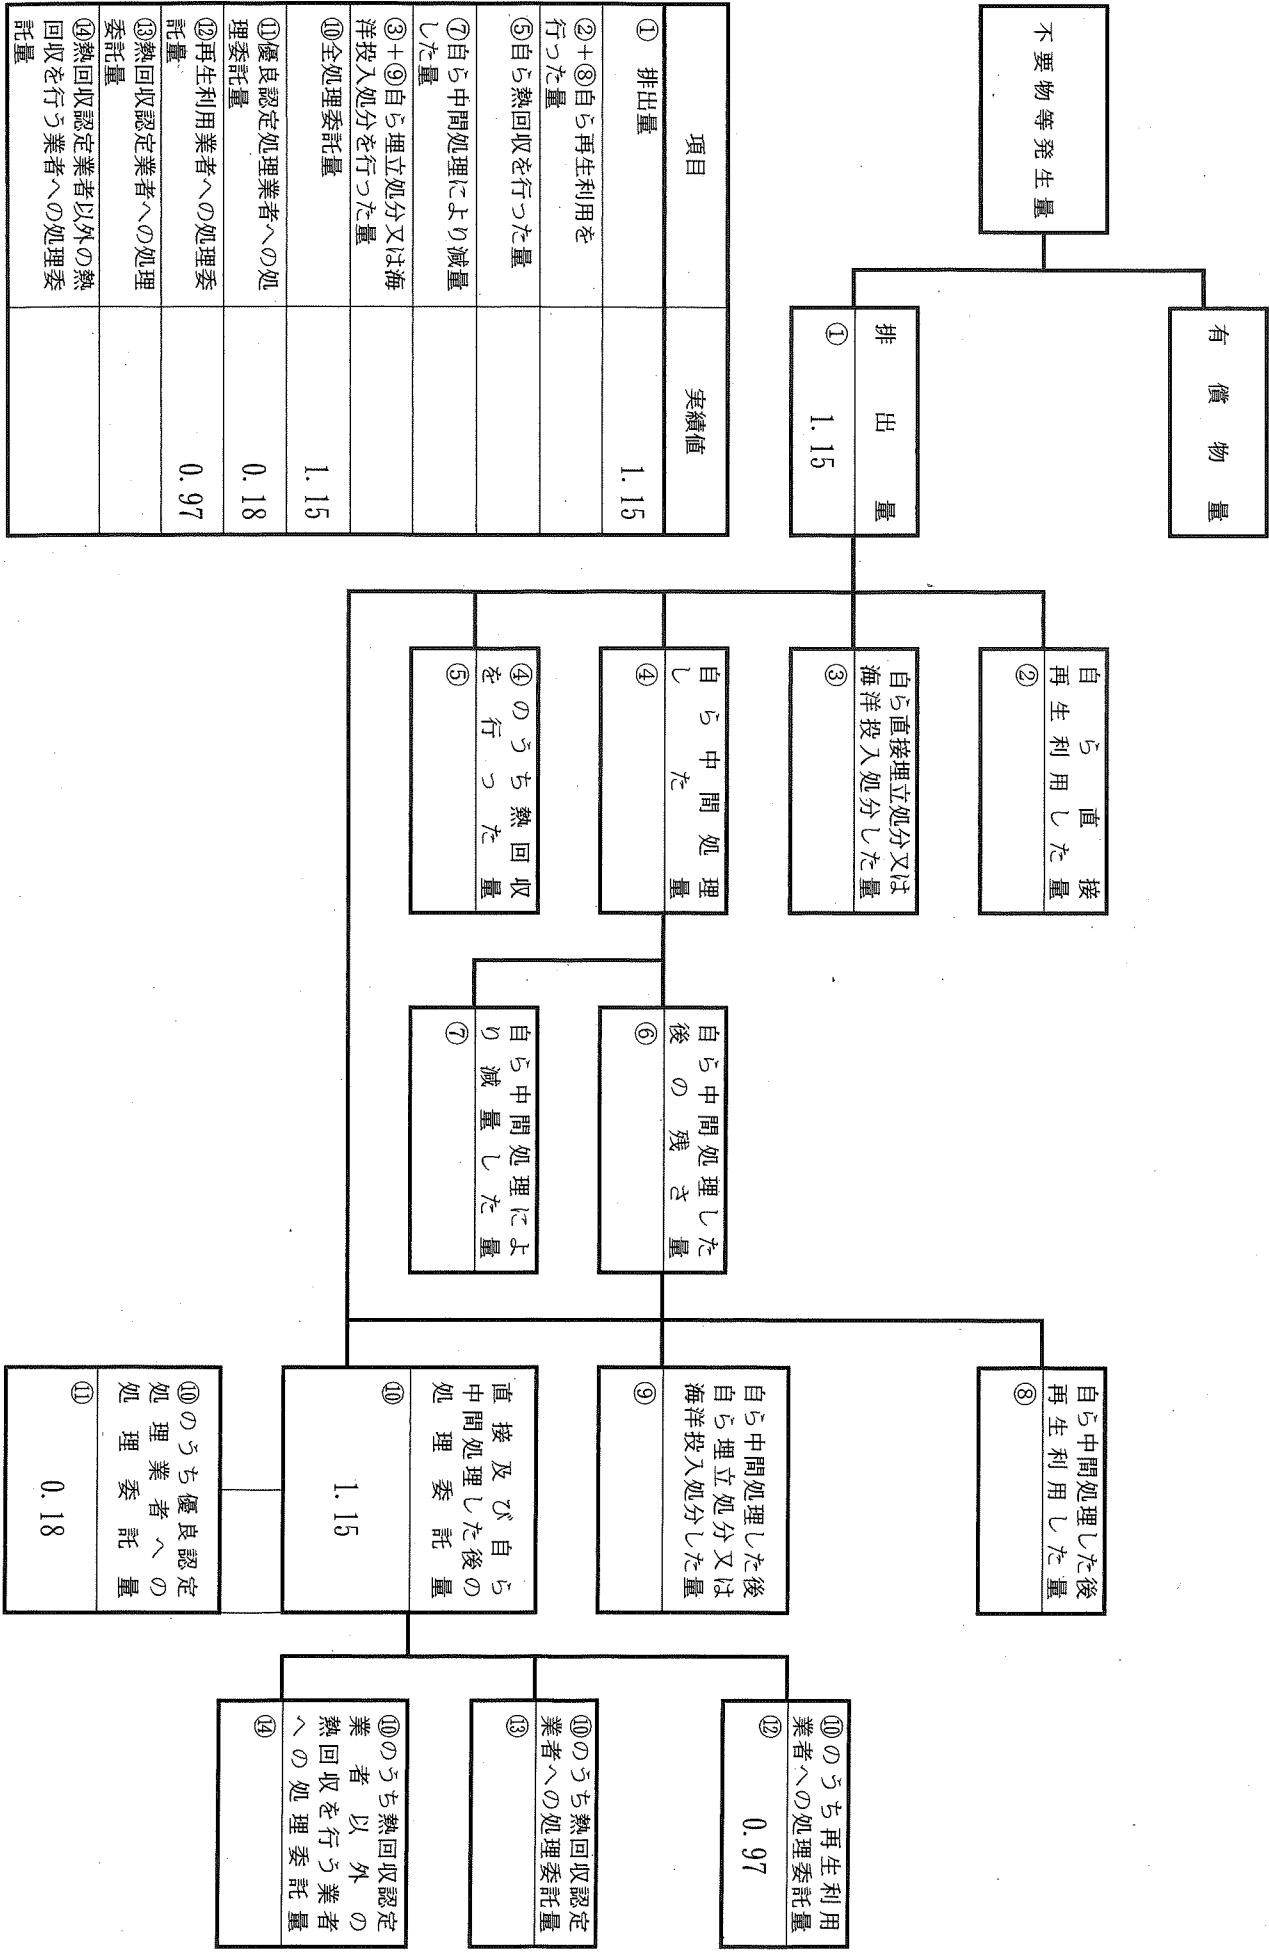 不要物等発生量
有償物量
排出量
① 1.15
自ら直接
再生利用した量
②
自ら直接埋立処分又は
海洋投入処分した量
③
自ら中間処理
した量
④
④のうち熱回収
を行った量
⑤
自ら中間処理した
後の残さ量
⑥
自ら中間処理によ
り減量した量
⑦
自ら中間処理した後
再生利用した量
⑧
自ら中間処理した後
自ら埋立処分又は
海洋投入処分した量
⑨
直接及び自ら
中間処理した後の
処理委託量
⑩
1.15
⑩のうち優良認定
処理業者への
処理委託量
⑪
0.18
⑩のうち再生利用
業者への処理委託量
⑫
0.97
⑩のうち熱回収認定
業者への処理委託量
⑬
⑩のうち熱回収認定
業者以外の
熱回収を行う業者
への処理委託量
⑭
項目 実績値
① 排出量 1.15
②+⑧自ら再生利用を
行った量
⑤自ら熱回収を行った量
⑦自ら中間処理により減量
した量
③+⑨自ら埋立処分又は海
洋投入処分を行った量
⑩全処理委託量 1.15
⑪優良認定処理業者への処
理委託量 0.18
⑫再生利用業者への処理委
託量 0.97
⑬熱回収認定業者への処理
委託量
⑭熱回収認定業者以外の熱
回収を行う業者への処理委
託量